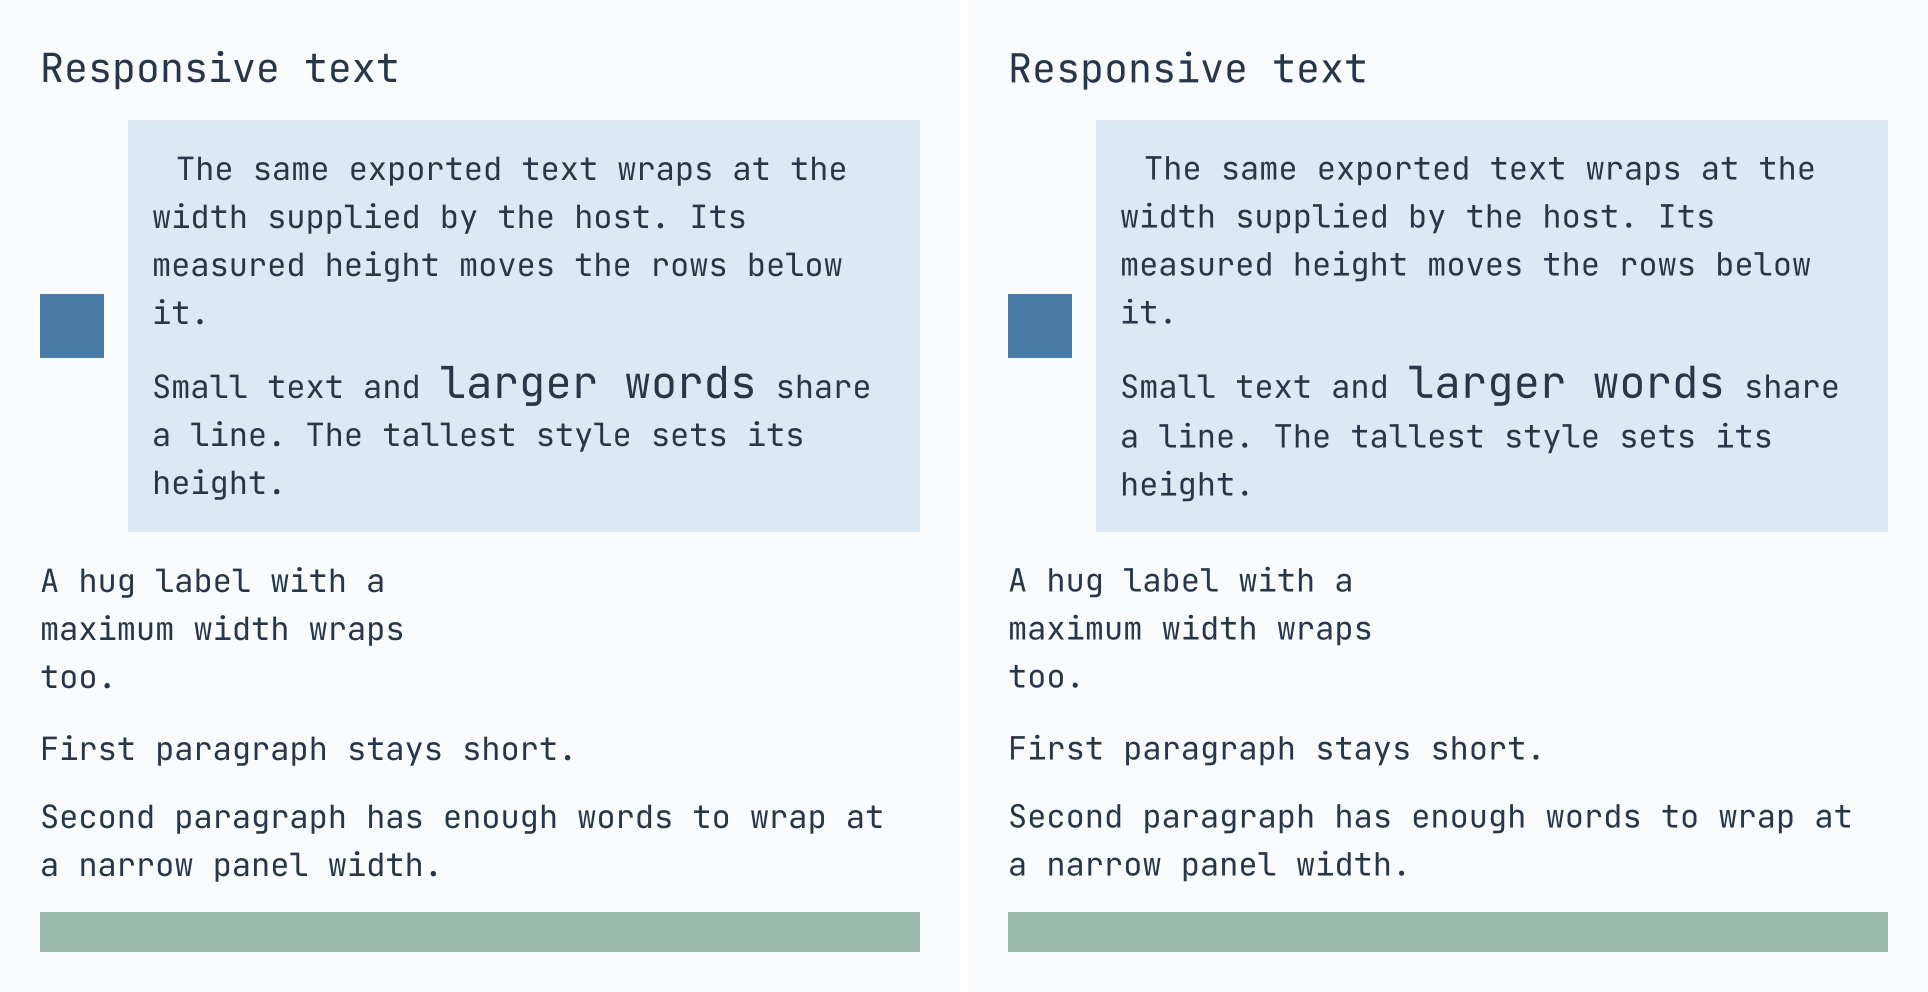 Responsive text
The same exported text wraps at the
width supplied by the host. Its
measured height moves the rows below
it.
Small text and larger words share
a line. The tallest style sets its
height.
A hug label with a
maximum width wraps
too.
First paragraph stays short.
Second paragraph has enough words to wrap at
a narrow panel width.
Responsive text
The same exported text wraps at the
width supplied by the host. Its
measured height moves the rows below
it.
Small text and larger words share
a line. The tallest style sets its
height.
A hug label with a
maximum width wraps
too.
First paragraph stays short.
Second paragraph has enough words to wrap at
a narrow panel width.